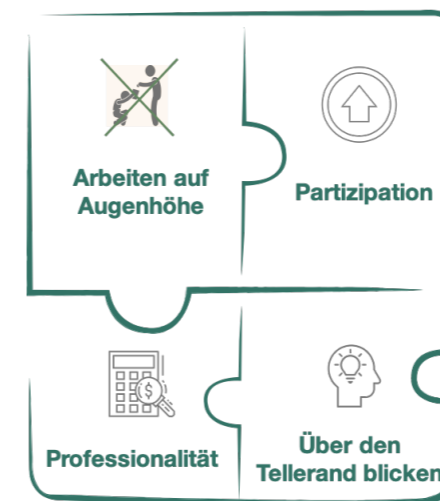 Arbeiten auf
Augenhöhe
Partizipation
Professionalität
Über den
Tellerand blicken